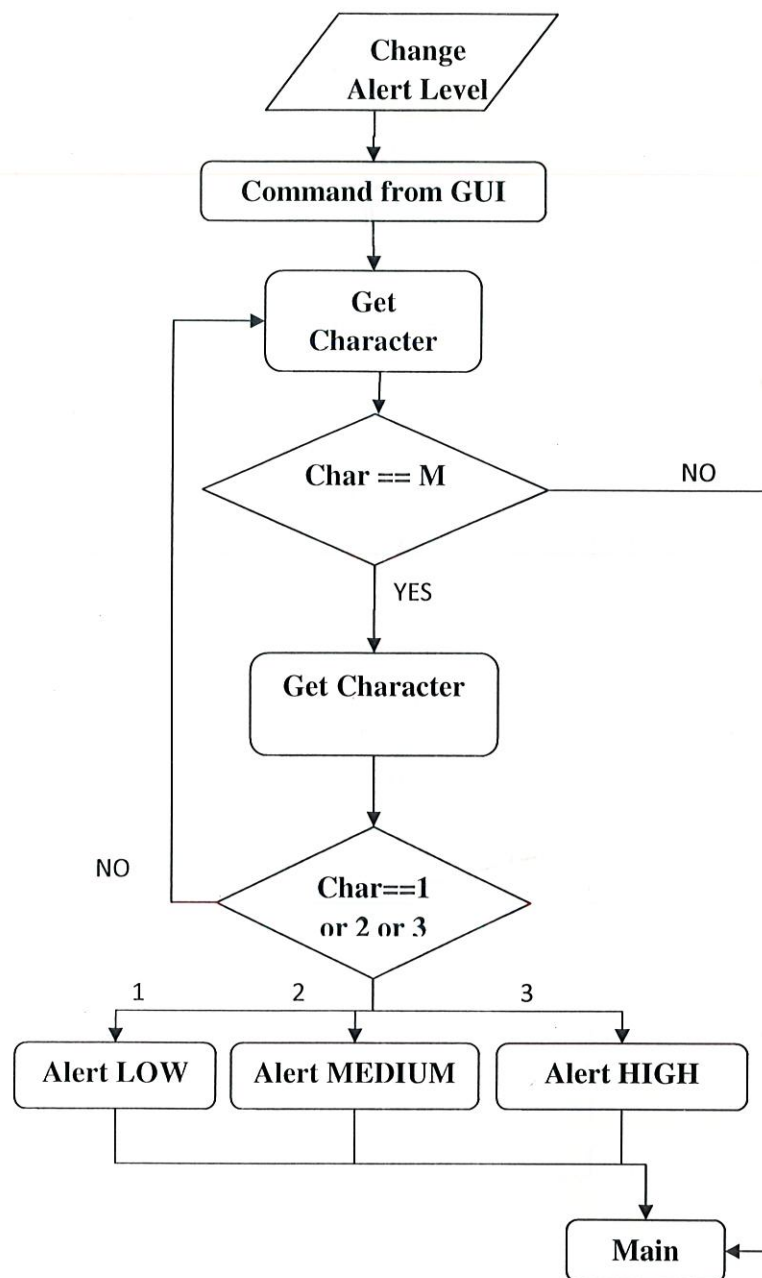 Change
Alert Level
Command from GUI
Get
Character
Char == M
NO
YES
Get Character
NO
Char==1
or 2 or 3
1
2
3
Alert LOW
Alert MEDIUM
Alert HIGH
Main